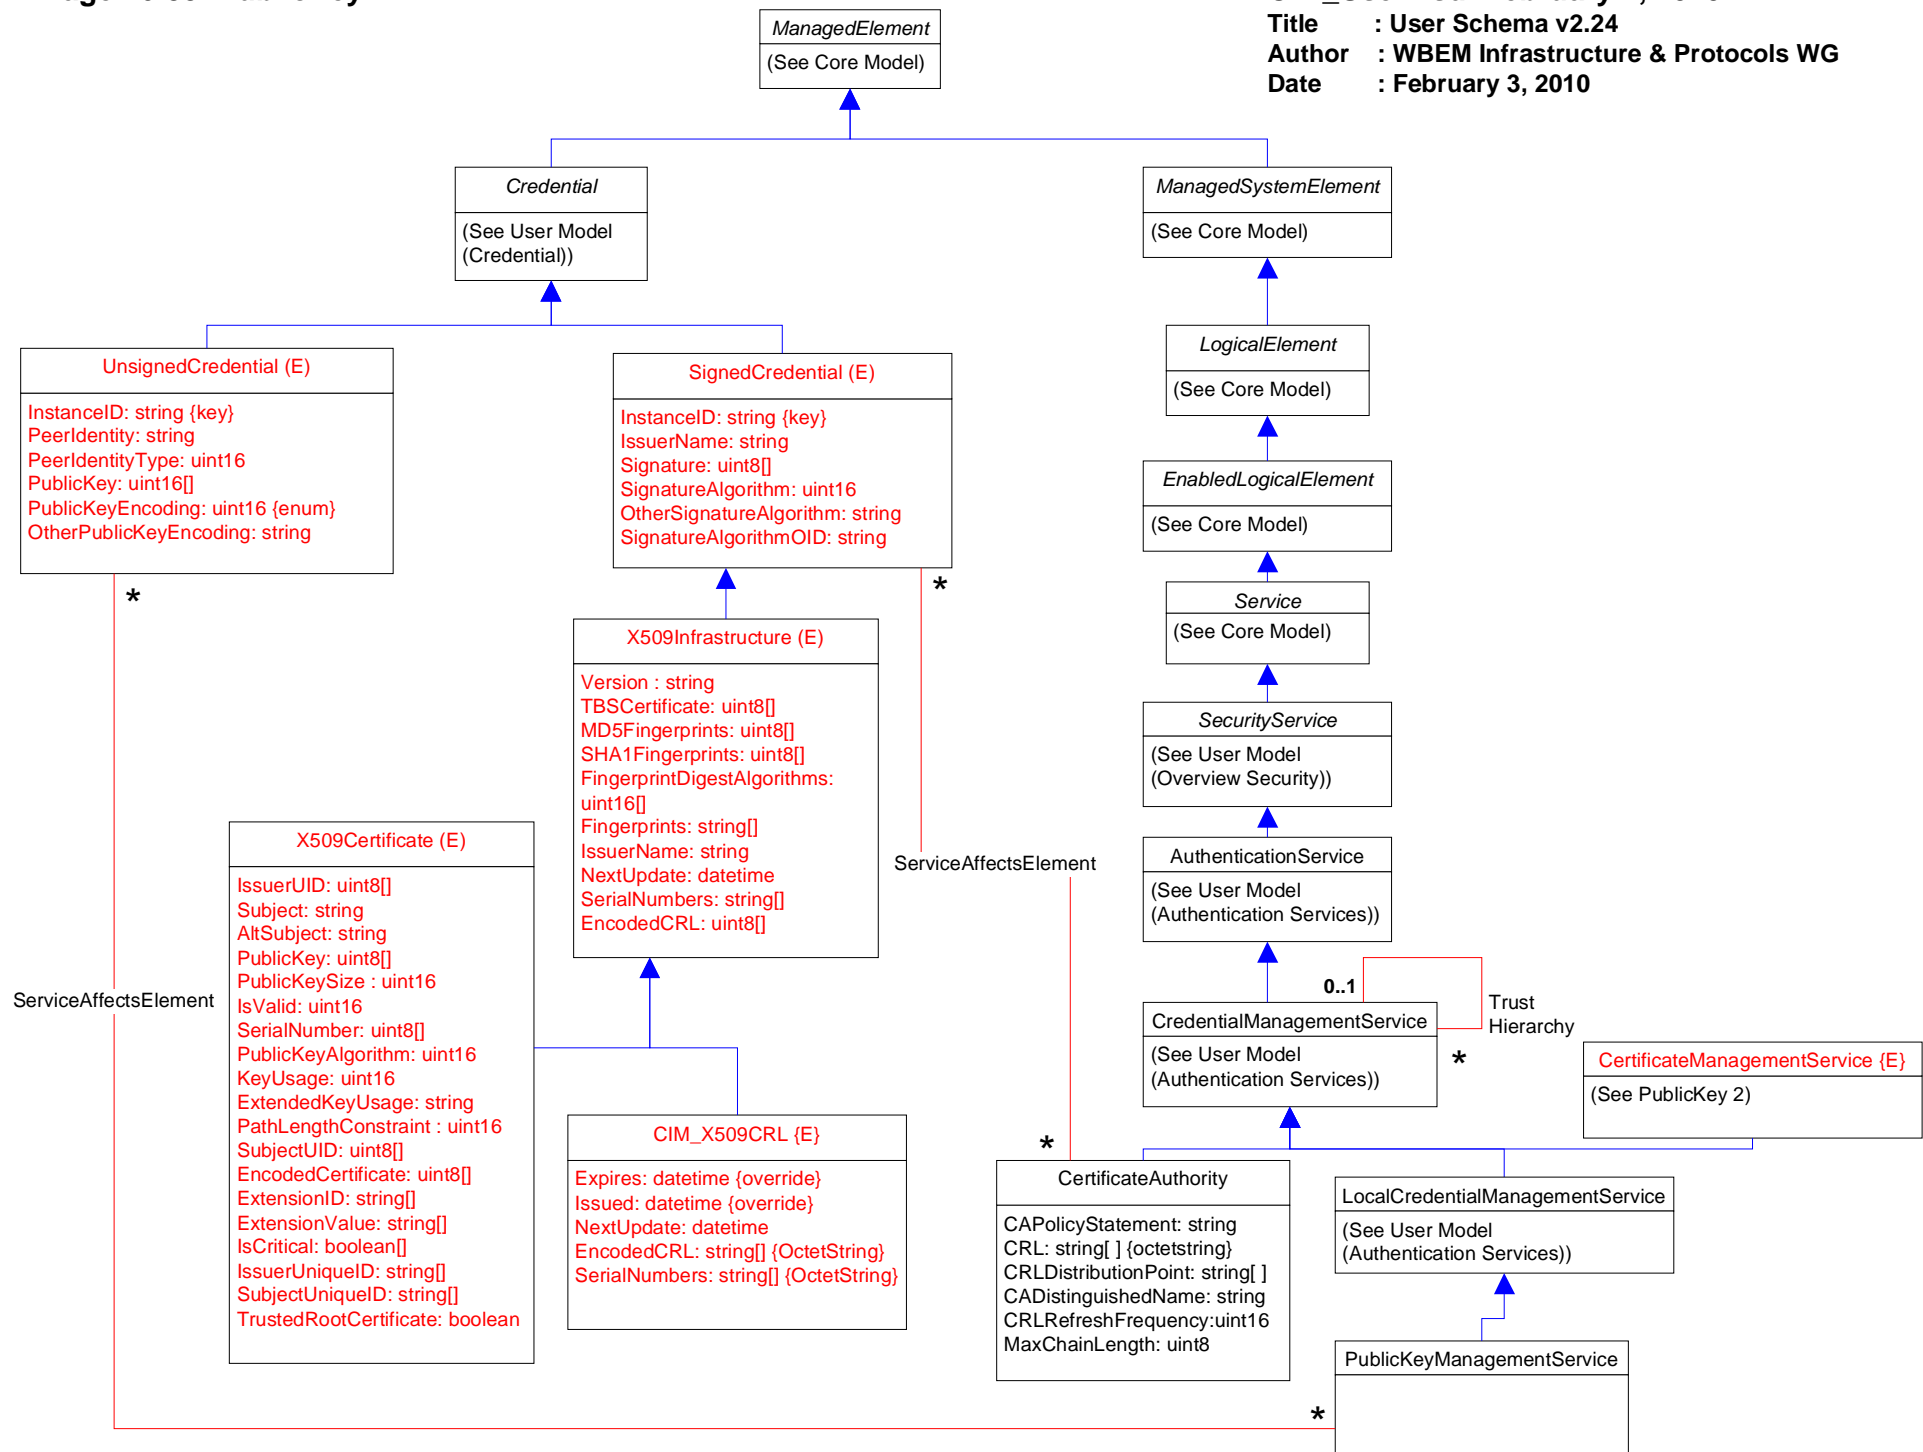 ManagedElement
(See Core Model)
Title : User Schema v2.24
Author : WBEM Infrastructure & Protocols WG
Date : February 3, 2010
Credential
(See User Model
(Credential))
ManagedSystemElement
(See Core Model)
LogicalElement
(See Core Model)
EnabledLogicalElement
(See Core Model)
Service
(See Core Model)
SecurityService
(See User Model
(Overview Security))
AuthenticationService
(See User Model
(Authentication Services))
UnsignedCredential (E)
InstanceID: string {key}
PeerIdentity: string
PeerIdentityType: uint16
PublicKey: uint16[]
PublicKeyEncoding: uint16 {enum}
OtherPublicKeyEncoding: string
*
SignedCredential (E)
InstanceID: string {key}
IssuerName: string
Signature: uint8[]
SignatureAlgorithm: uint16
OtherSignatureAlgorithm: string
SignatureAlgorithmOID: string
*
X509Infrastructure (E)
Version : string
TBSCertificate: uint8[]
MD5Fingerprints: uint8[]
SHA1Fingerprints: uint8[]
FingerprintDigestAlgorithms:
uint16[]
Fingerprints: string[]
IssuerName: string
NextUpdate: datetime
SerialNumbers: string[]
EncodedCRL: uint8[]
ServiceAffectsElement
X509Certificate (E)
IssuerUID: uint8[]
Subject: string
AltSubject: string
PublicKey: uint8[]
PublicKeySize : uint16
IsValid: uint16
SerialNumber: uint8[]
PublicKeyAlgorithm: uint16
KeyUsage: uint16
ExtendedKeyUsage: string
PathLengthConstraint : uint16
SubjectUID: uint8[]
EncodedCertificate: uint8[]
ExtensionID: string[]
ExtensionValue: string[]
IsCritical: boolean[]
IssuerUniqueID: string[]
SubjectUniqueID: string[]
TrustedRootCertificate: boolean
ServiceAffectsElement
CIM_X509CRL {E}
Expires: datetime {override}
Issued: datetime {override}
NextUpdate: datetime
EncodedCRL: string[] {OctetString}
SerialNumbers: string[] {OctetString}
0..1
Trust
Hierarchy
CredentialManagementService
(See User Model
(Authentication Services))
*
CertificateManagementService {E}
(See PublicKey 2)
*
CertificateAuthority
CAPolicyStatement: string
CRL: string[ ] {octetstring}
CRLDistributionPoint: string[ ]
CADistinguishedName: string
CRLRefreshFrequency:uint16
MaxChainLength: uint8
LocalCredentialManagementService
(See User Model
(Authentication Services))
PublicKeyManagementService
*